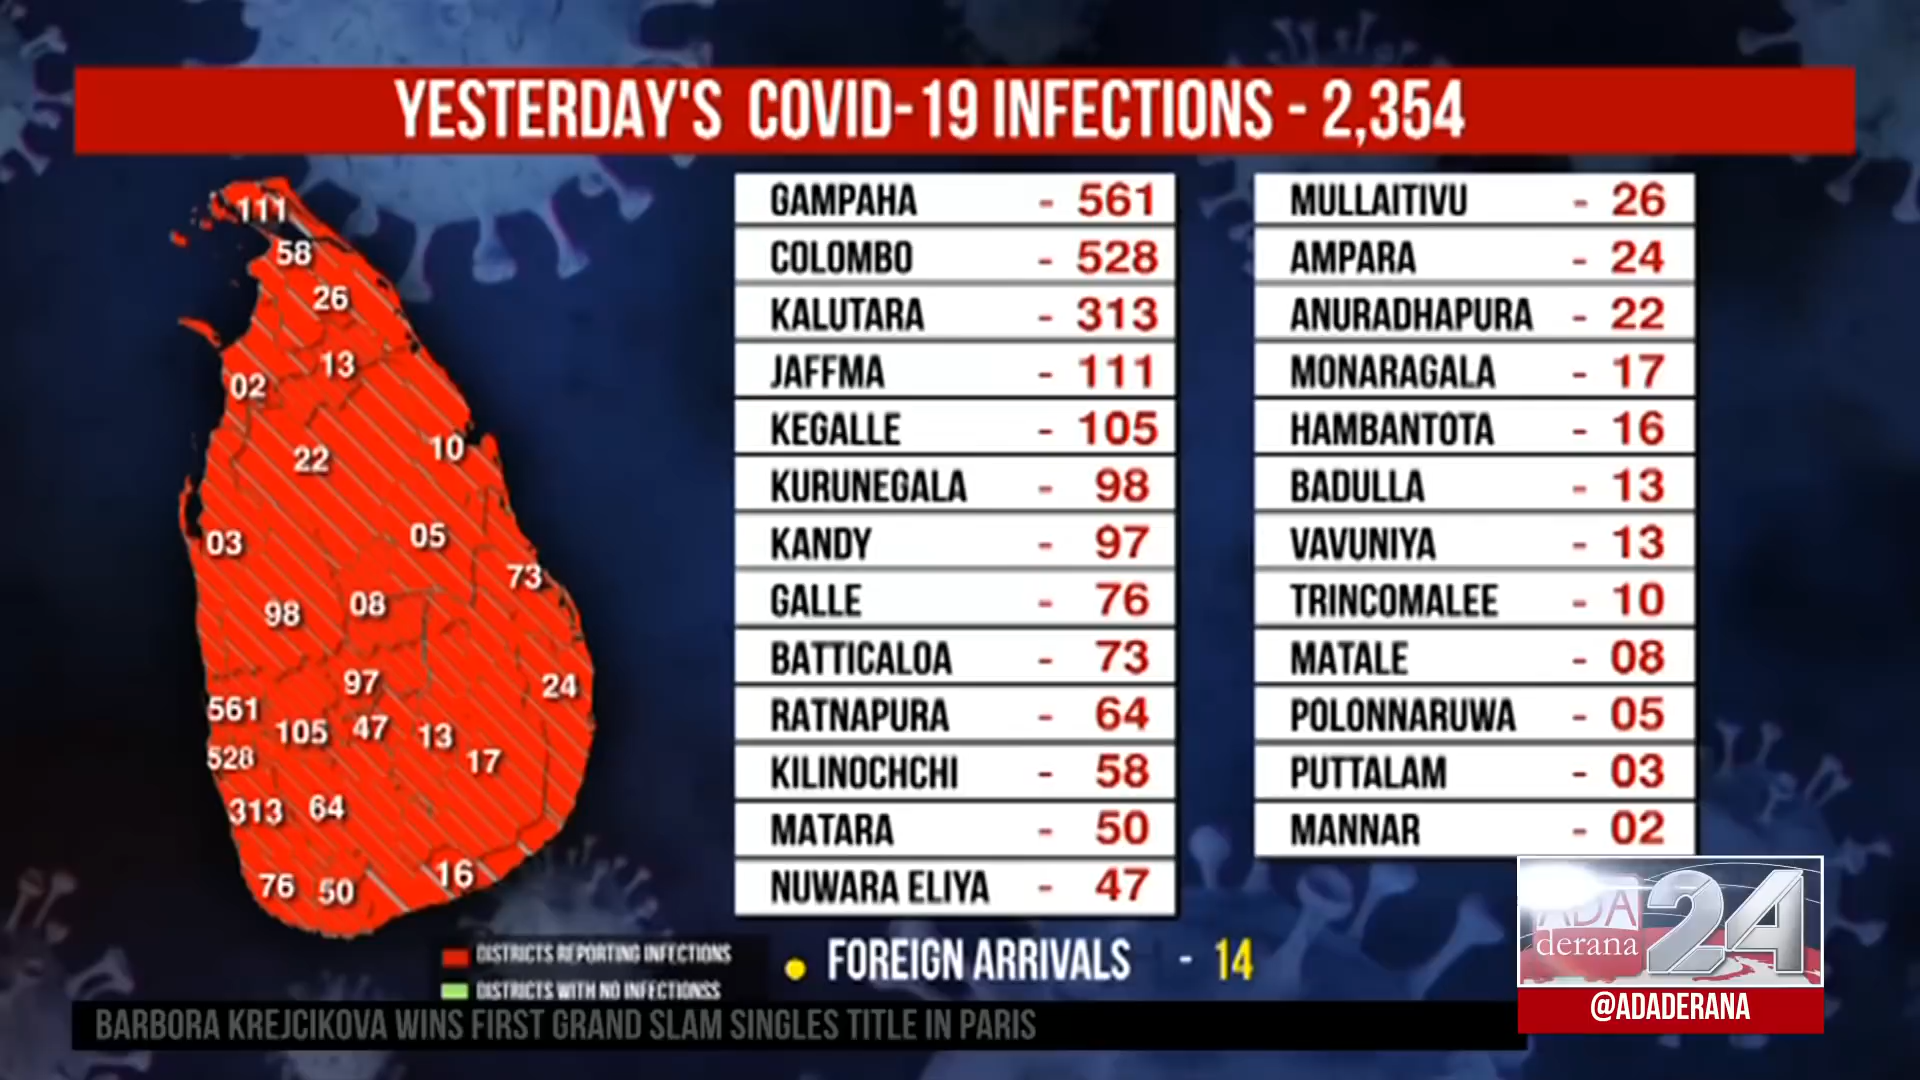 YESTERDAY'S COVID-19 INFECTIONS - 2,354
111
58
26
13
02
22
10
03
05
73
98
08
97
24
561
105
47
13
528
17
313
64
76
50
16
GAMPAHA - 561
COLOMBO - 528
KALUTARA - 313
JAFFMA - 111
KEGALLE - 105
KURUNEGALA - 98
KANDY - 97
GALLE - 76
BATTICALOA - 73
RATNAPURA - 64
KILINOCHCHI - 58
MATARA - 50
NUWARA ELIYA - 47
MULLAITIVU - 26
AMPARA - 24
ANURADHAPURA - 22
MONARAGALA - 17
HAMBANTOTA - 16
BADULLA - 13
VAVUNIYA - 13
TRINCOMALEE - 10
MATALE - 08
POLONNARUWA - 05
PUTTALAM - 03
MANNAR - 02
DISTRICTS REPORTING INFECTIONS
DISTRICTS WITH NO INFECTIONSS
FOREIGN ARRIVALS - 14
ADA
derana
24
@ADADERANA
BARBORA KREJCIKOVA WINS FIRST GRAND SLAM SINGLES TITLE IN PARIS